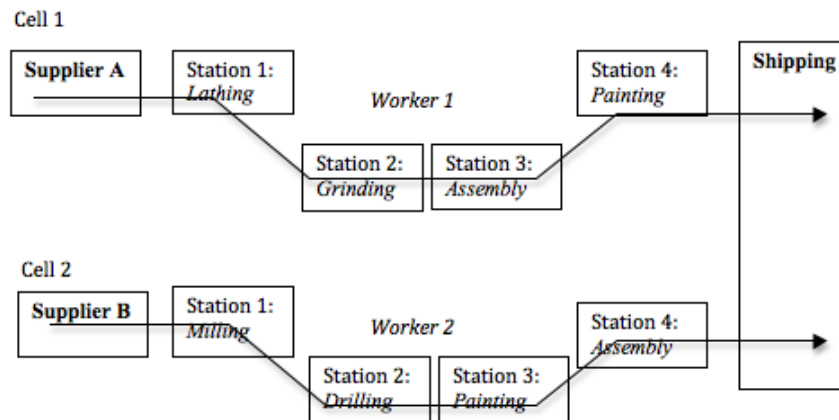 Cell 1
Supplier A
Station 1:
Lathing
Worker 1
Station 2:
Grinding
Station 3:
Assembly
Station 4:
Painting
Shipping
Cell 2
Supplier B
Station 1:
Milling
Worker 2
Station 2:
Drilling
Station 3:
Painting
Station 4:
Assembly